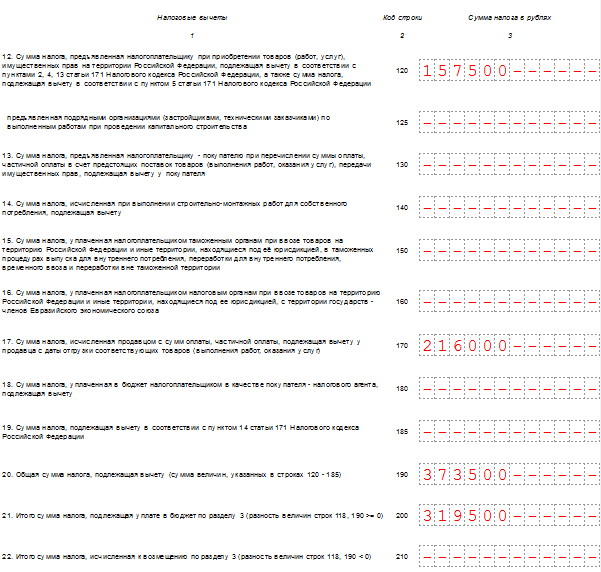 Налоговые вычеты Код строки Сумма налога в рублях
1 2 3
12. Сумма налога, предъявленная налогоплательщику при приобретении товаров (работ, услуг),
имущественных прав на территории Российской Федерации, подлежащая вычету в соответствии с
пунктами 2, 4, 13 статьи 171 Налогового кодекса Российской Федерации, а также сумма налога,
подлежащая вычету в соответствии с пунктом 5 статьи 171 Налогового кодекса Российской Федерации
120 157500––––––
предъявленная подрядными организациями (застройщиками, техническими заказчиками) по
выполненным работам при проведении капитального строительства
125 ––––––––––––
13. Сумма налога, предъявленная налогоплательщику - покупателю при перечислении суммы оплаты,
частичной оплаты в счет предстоящих поставок товаров (выполнения работ, оказания услуг), передачи
имущественных прав, подлежащая вычету у покупателя
130 ––––––––––––
14. Сумма налога, исчисленная при выполнении строительно-монтажных работ для собственного
потребления, подлежащая вычету
140 ––––––––––––
15. Сумма налога, уплаченная налогоплательщиком таможенным органам при ввозе товаров на
территорию Российской Федерации и иные территории, находящиеся под её юрисдикцией, в таможенных
процедурах выпуска для внутреннего потребления, переработки для внутреннего потребления,
временного ввоза и переработки вне таможенной территории
150 ––––––––––––
16. Сумма налога, уплаченная налогоплательщиком налоговым органам при ввозе товаров на территорию
Российской Федерации и иные территории, находящиеся под ее юрисдикцией, с территории государств -
членов Евразийского экономического союза
160 ––––––––––––
17. Сумма налога, исчисленная продавцом с сумм оплаты, частичной оплаты, подлежащая вычету у
продавца с даты отгрузки соответствующих товаров (выполнения работ, оказания услуг)
170 216000––––––
18. Сумма налога, уплаченная в бюджет налогоплательщиком в качестве покупателя - налогового агента,
подлежащая вычету
180 ––––––––––––
19. Сумма налога, подлежащая вычету в соответствии с пунктом 14 статьи 171 Налогового кодекса
Российской Федерации
185 ––––––––––––
20. Общая сумма налога, подлежащая вычету (сумма величин, указанных в строках 120 - 185) 190 373500––––––
21. Итого сумма налога, подлежащая уплате в бюджет по разделу 3 (разность величин строк 118, 190 >= 0) 200 319500––––––
22. Итого сумма налога, исчисленная к возмещению по разделу 3 (разность величин строк 118, 190 < 0) 210 ––––––––––––